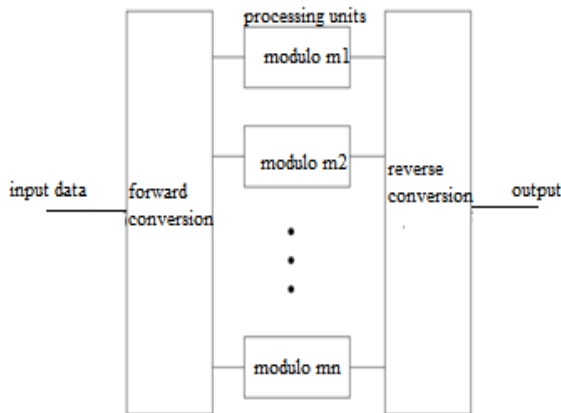 processing units
modulo m1
modulo m2
input data
forward
conversion
reverse
conversion
output
modulo mn